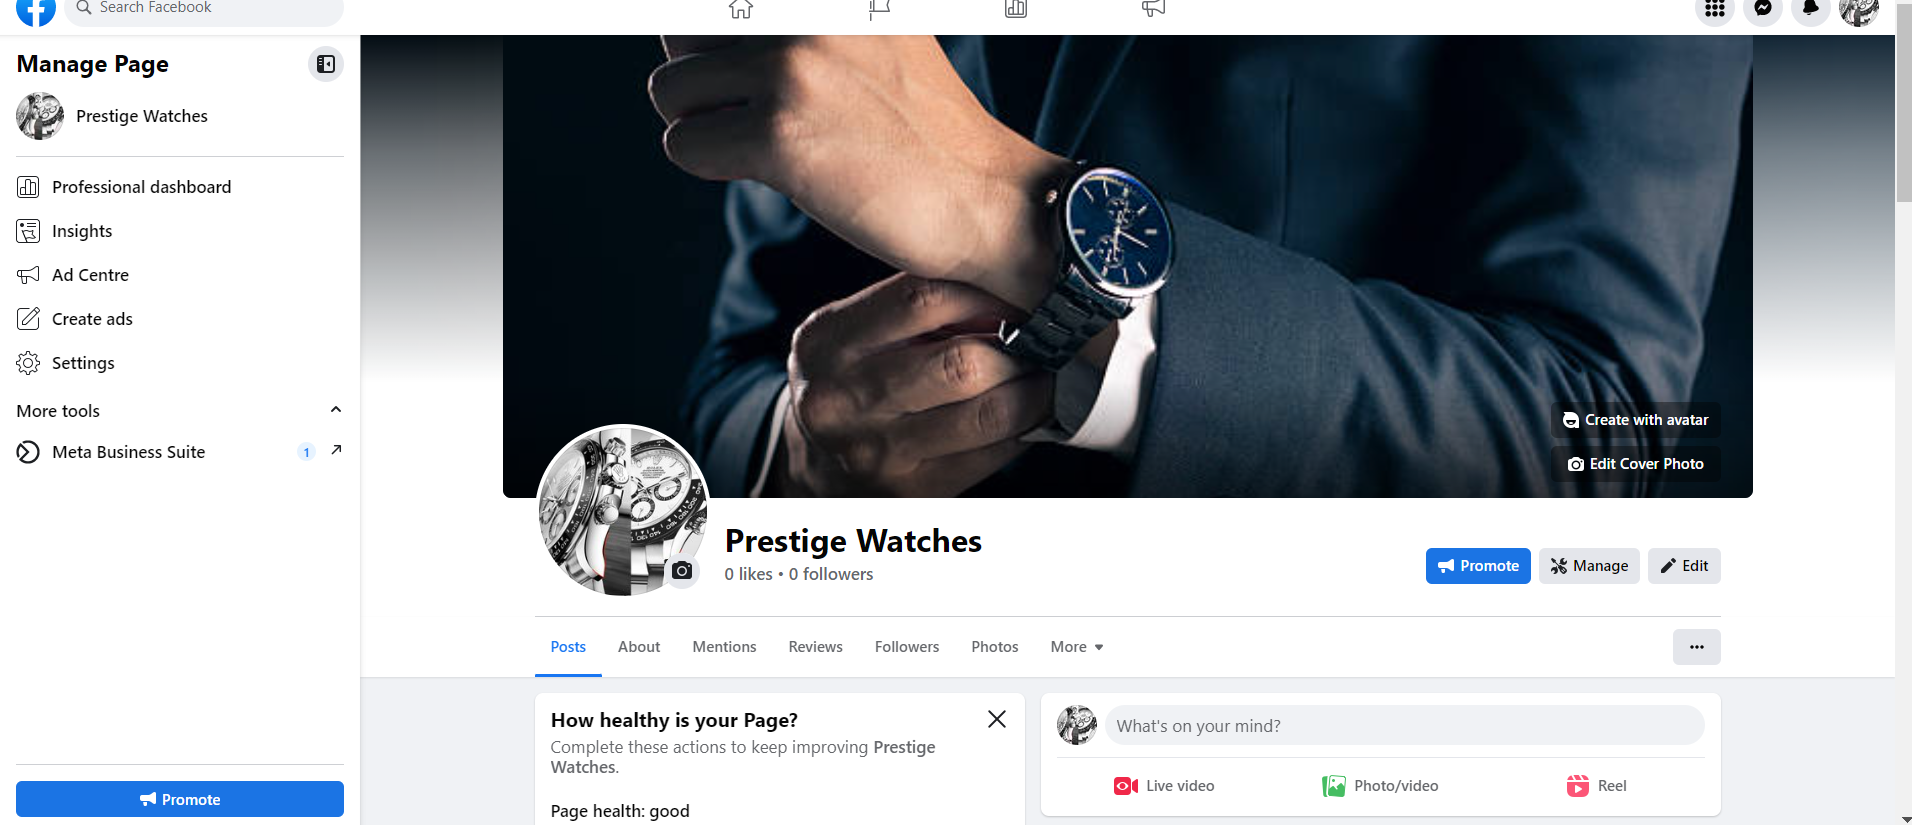 Search Facebook
Manage Page
Prestige Watches
Professional dashboard
Insights
Ad Centre
Create ads
Settings
More tools
Meta Business Suite
1
Promote
Create with avatar
Edit Cover Photo
Prestige Watches
0 likes • 0 followers
Promote
Manage
Edit
Posts
About
Mentions
Reviews
Followers
Photos
More
How healthy is your Page?
Complete these actions to keep improving Prestige
Watches.
Page health: good
What's on your mind?
Live video
Photo/video
Reel